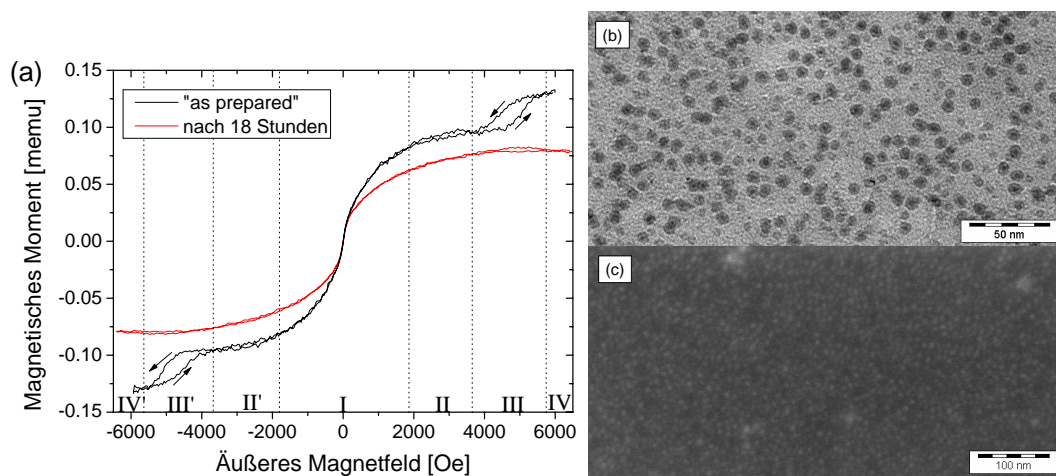 (a)
Magnetisches Moment [memu]
0.15
0.10
0.05
0.00
-0.05
-0.10
-0.15
"as prepared"
nach 18 Stunden
IV' III' II' I II III IV
-6000 -4000 -2000 0 2000 4000 6000
Äußeres Magnetfeld [Oe]
(b)
50 nm
(c)
100 nm